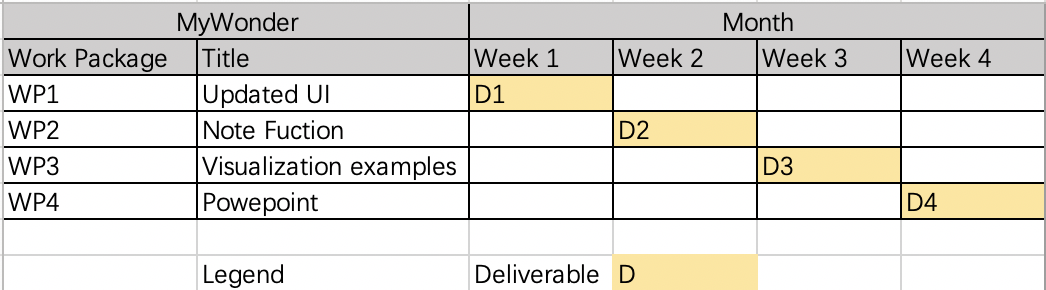 MyWonder Month
Work Package Title Week 1 Week 2 Week 3 Week 4
WP1 Updated UI D1
WP2 Note Fuction D2
WP3 Visualization examples D3
WP4 Powepoint D4
Legend Deliverable D